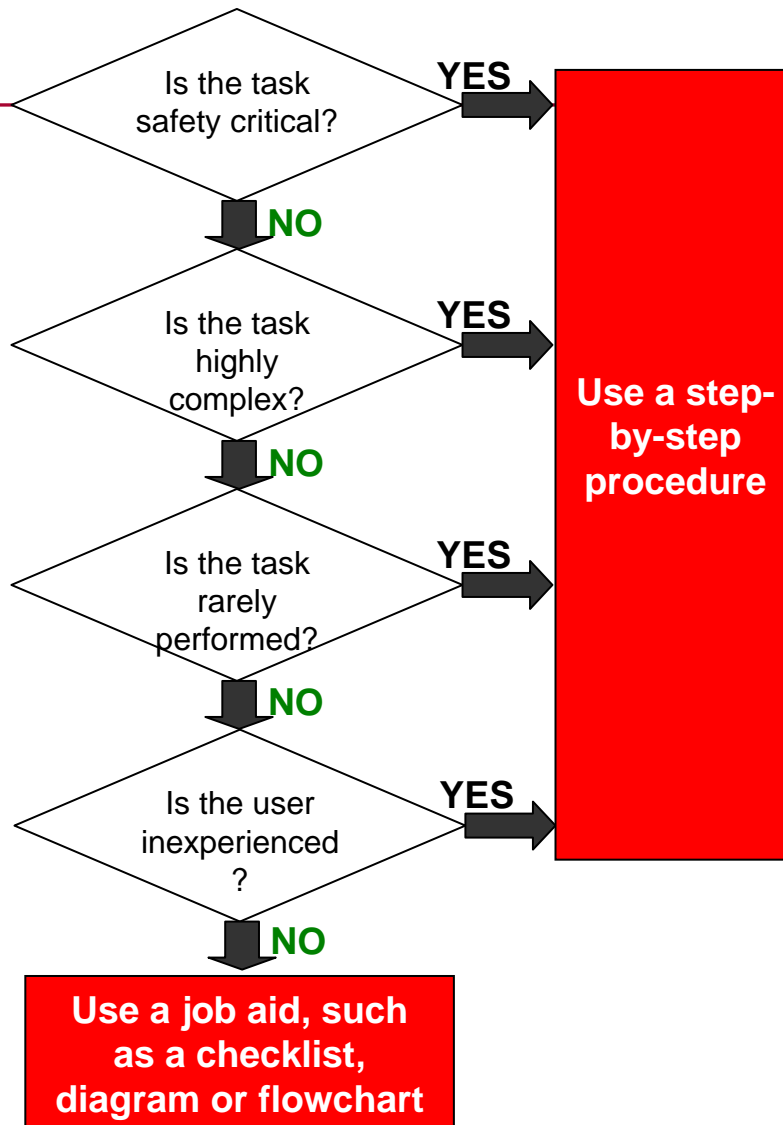 Is the task
safety critical?
YES
NO
Is the task
highly
complex?
YES
NO
Use a step-
by-step
procedure
Is the task
rarely
performed?
YES
NO
Is the user
inexperienced
?
YES
NO
Use a job aid, such
as a checklist,
diagram or flowchart